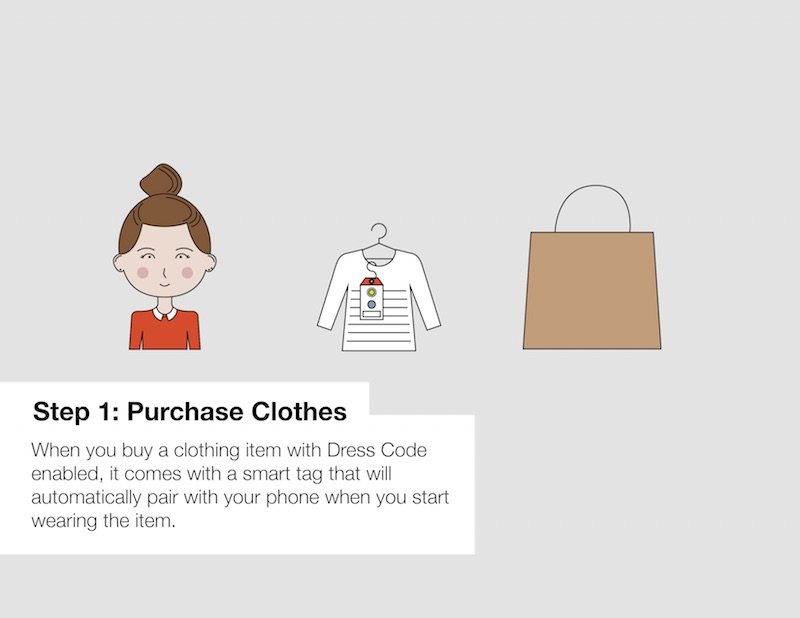 Step 1: Purchase Clothes
When you buy a clothing item with Dress Code
enabled, it comes with a smart tag that will
automatically pair with your phone when you start
wearing the item.